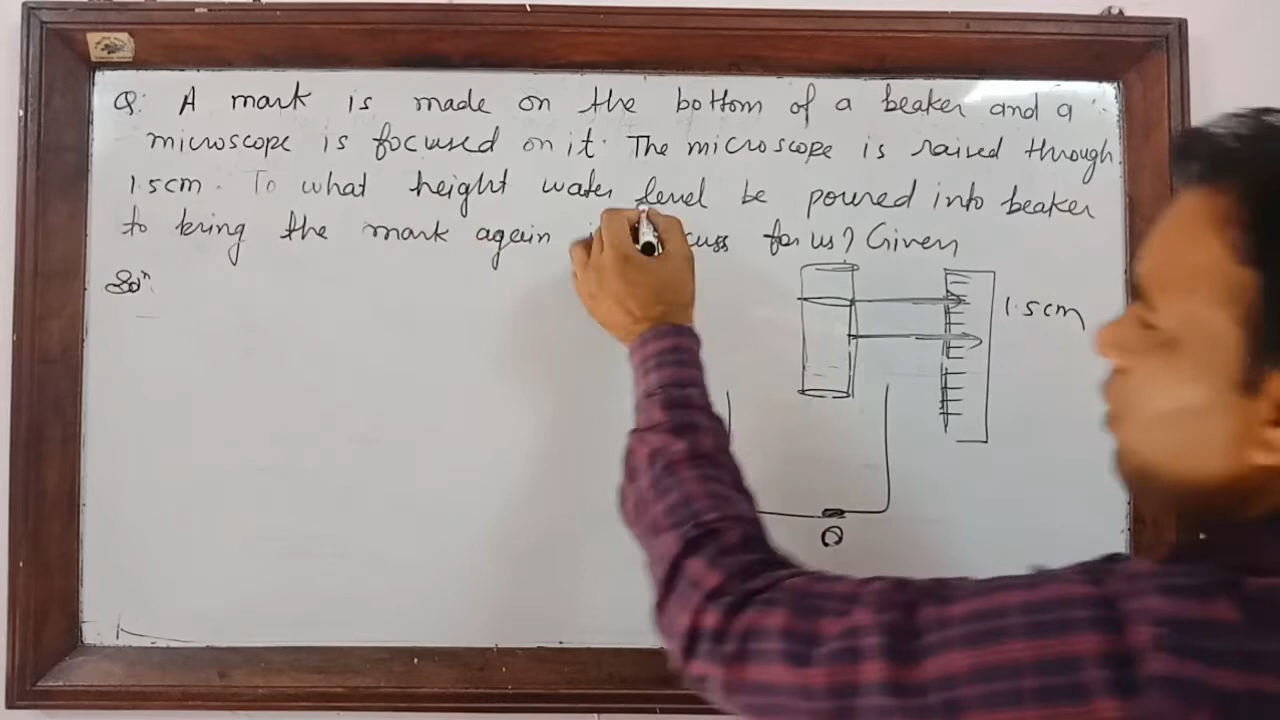 Q: A mark is made on the bottom of a beaker and a
microscope is focused on it. The microscope is raised through
1.5cm. To what height water level be poured into beaker
to bring the mark again cuss for us? Given
Solⁿ:
1.5cm
O